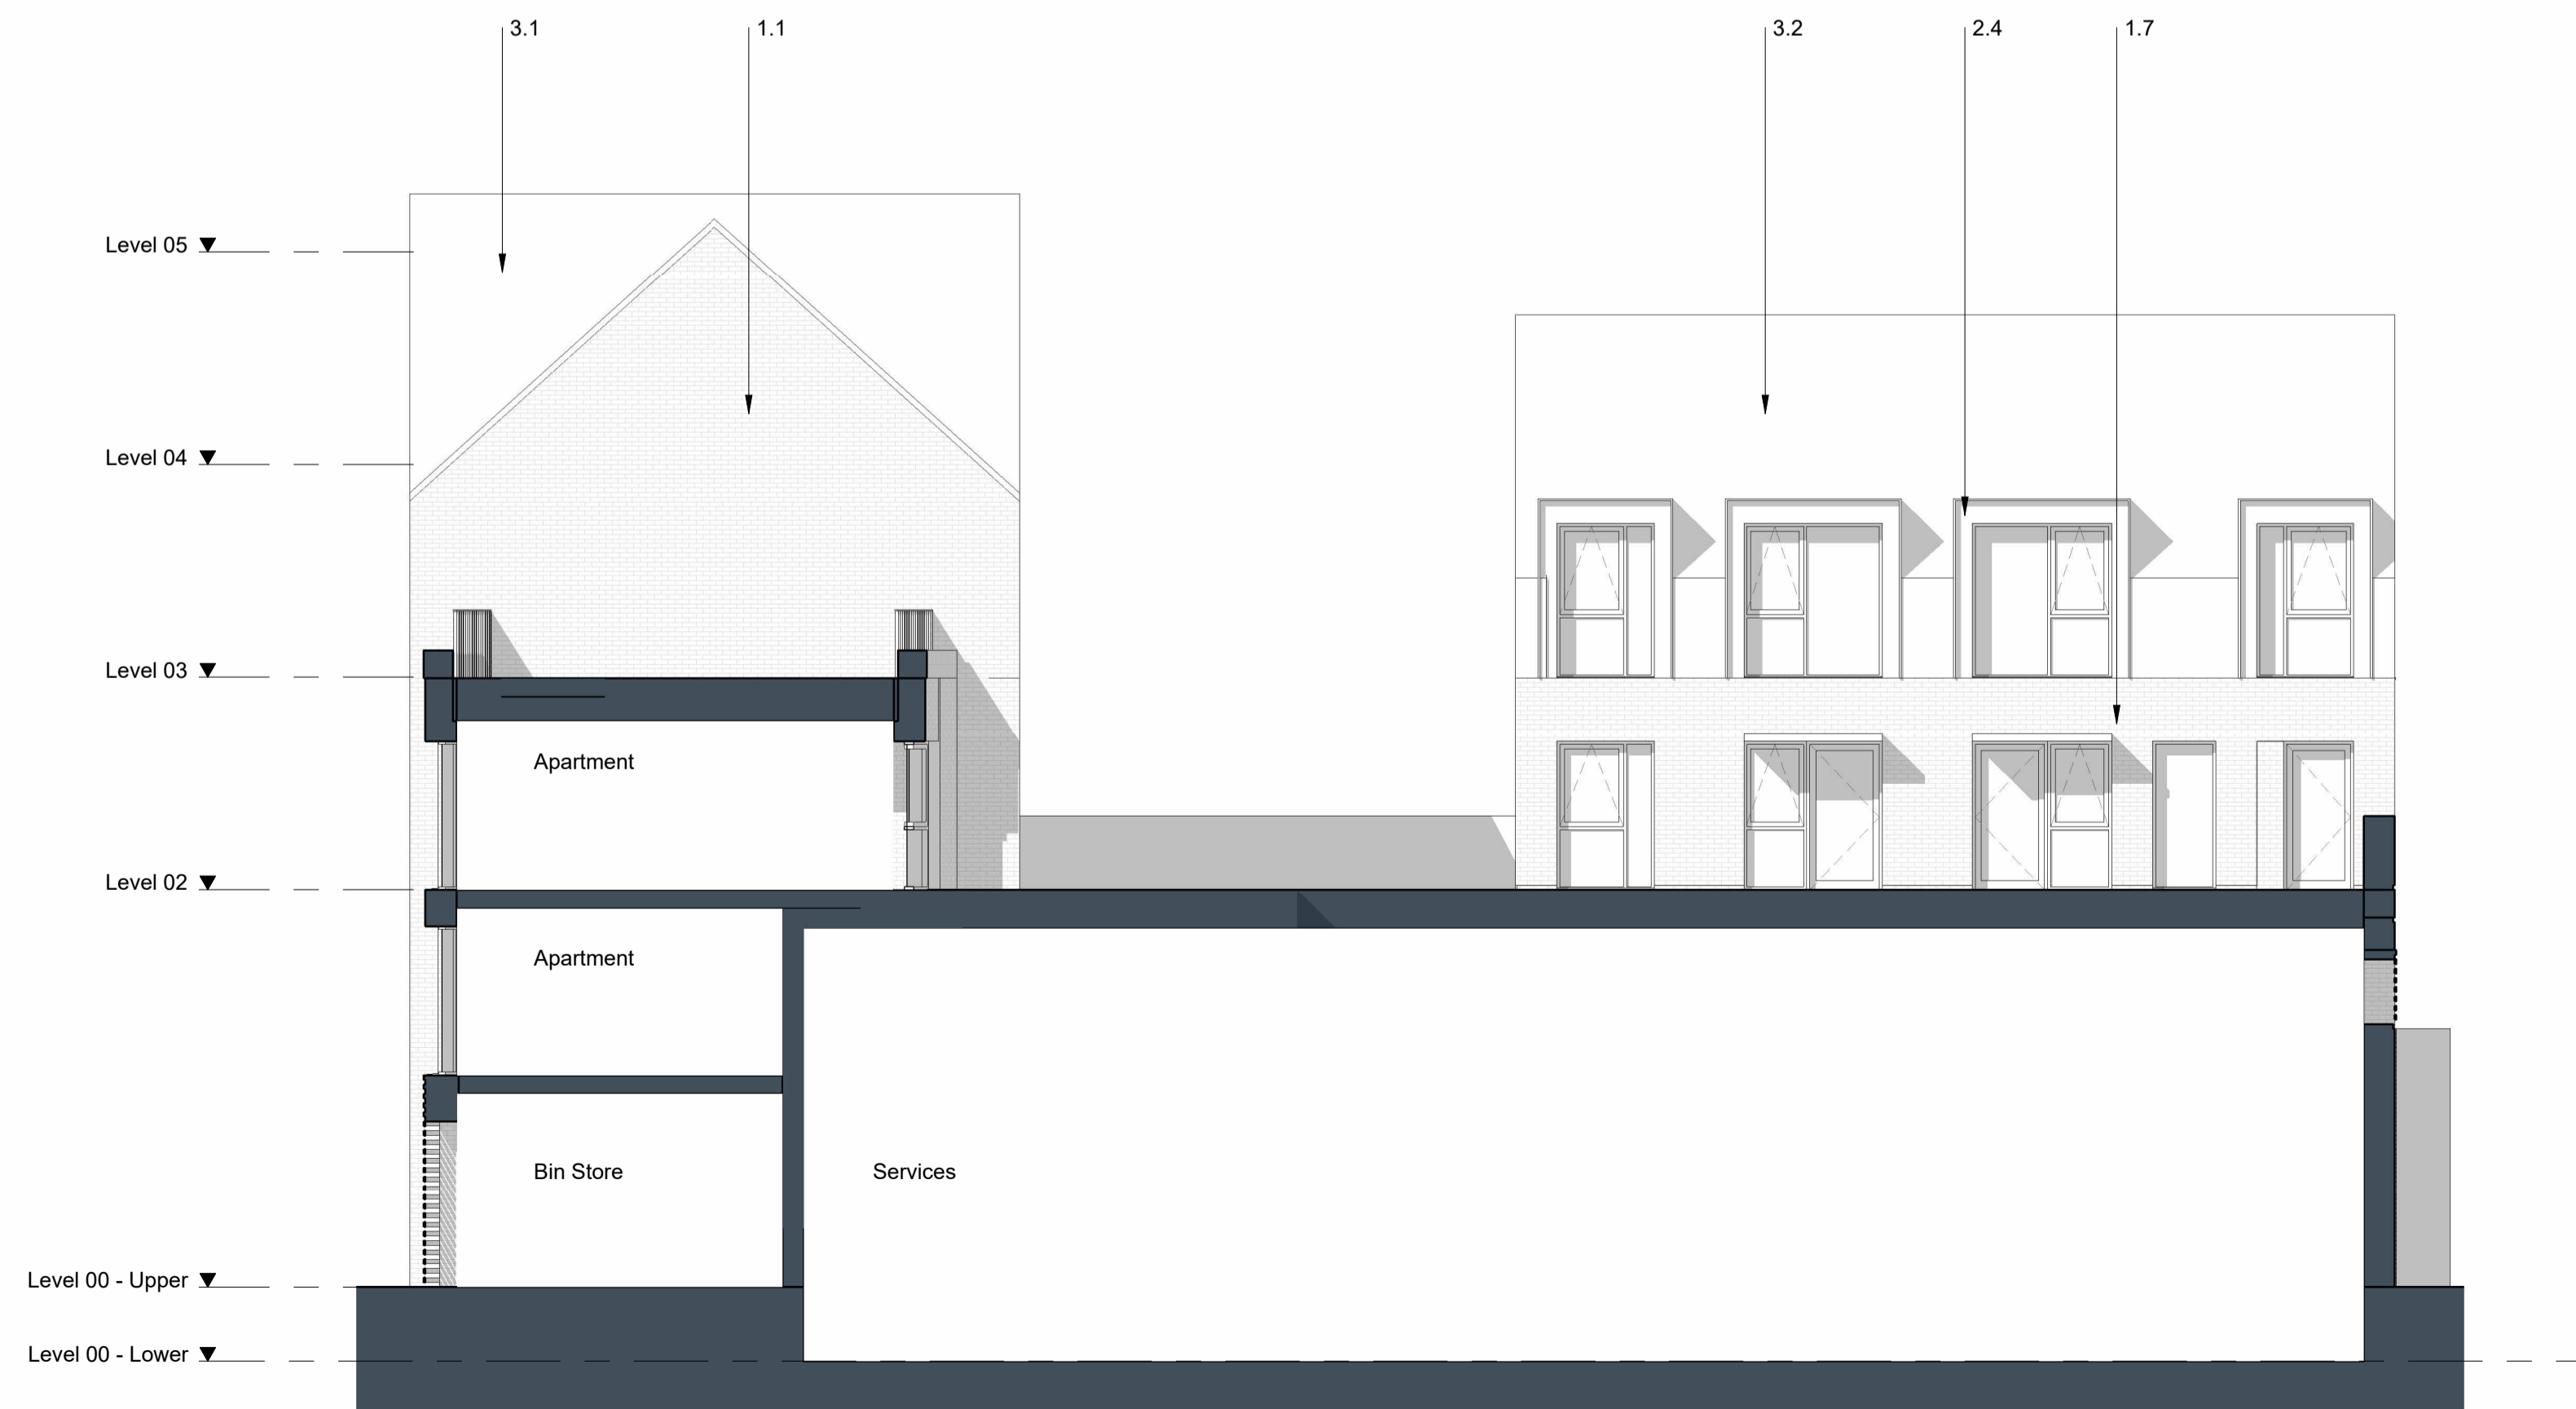 3.1
1.1
3.2
2.4
1.7
Level 05
Level 04
Level 03
Apartment
Level 02
Apartment
Bin Store
Services
Level 00 - Upper
Level 00 - Lower